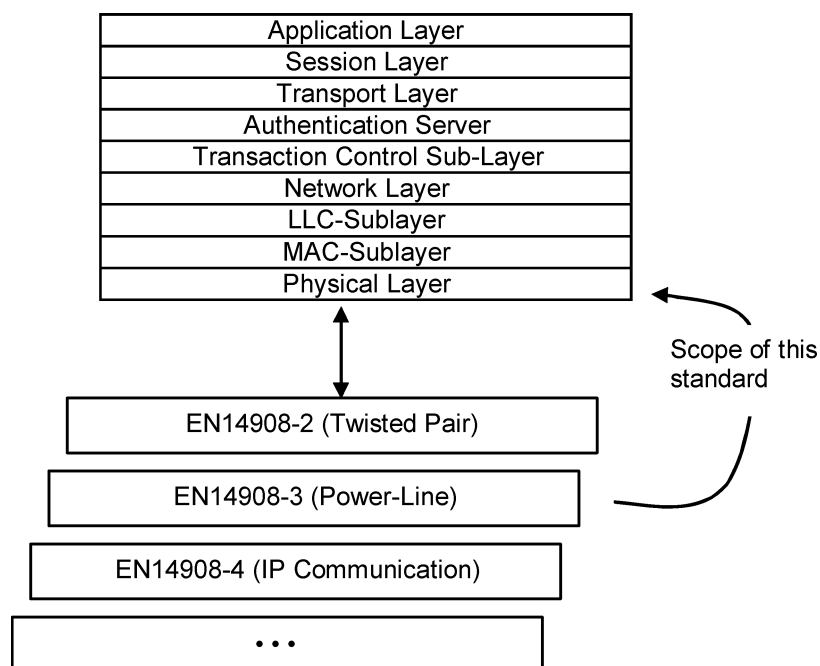 Application Layer
Session Layer
Transport Layer
Authentication Server
Transaction Control Sub-Layer
Network Layer
LLC-Sublayer
MAC-Sublayer
Physical Layer
Scope of this
standard
EN14908-2 (Twisted Pair)
EN14908-3 (Power-Line)
EN14908-4 (IP Communication)
...